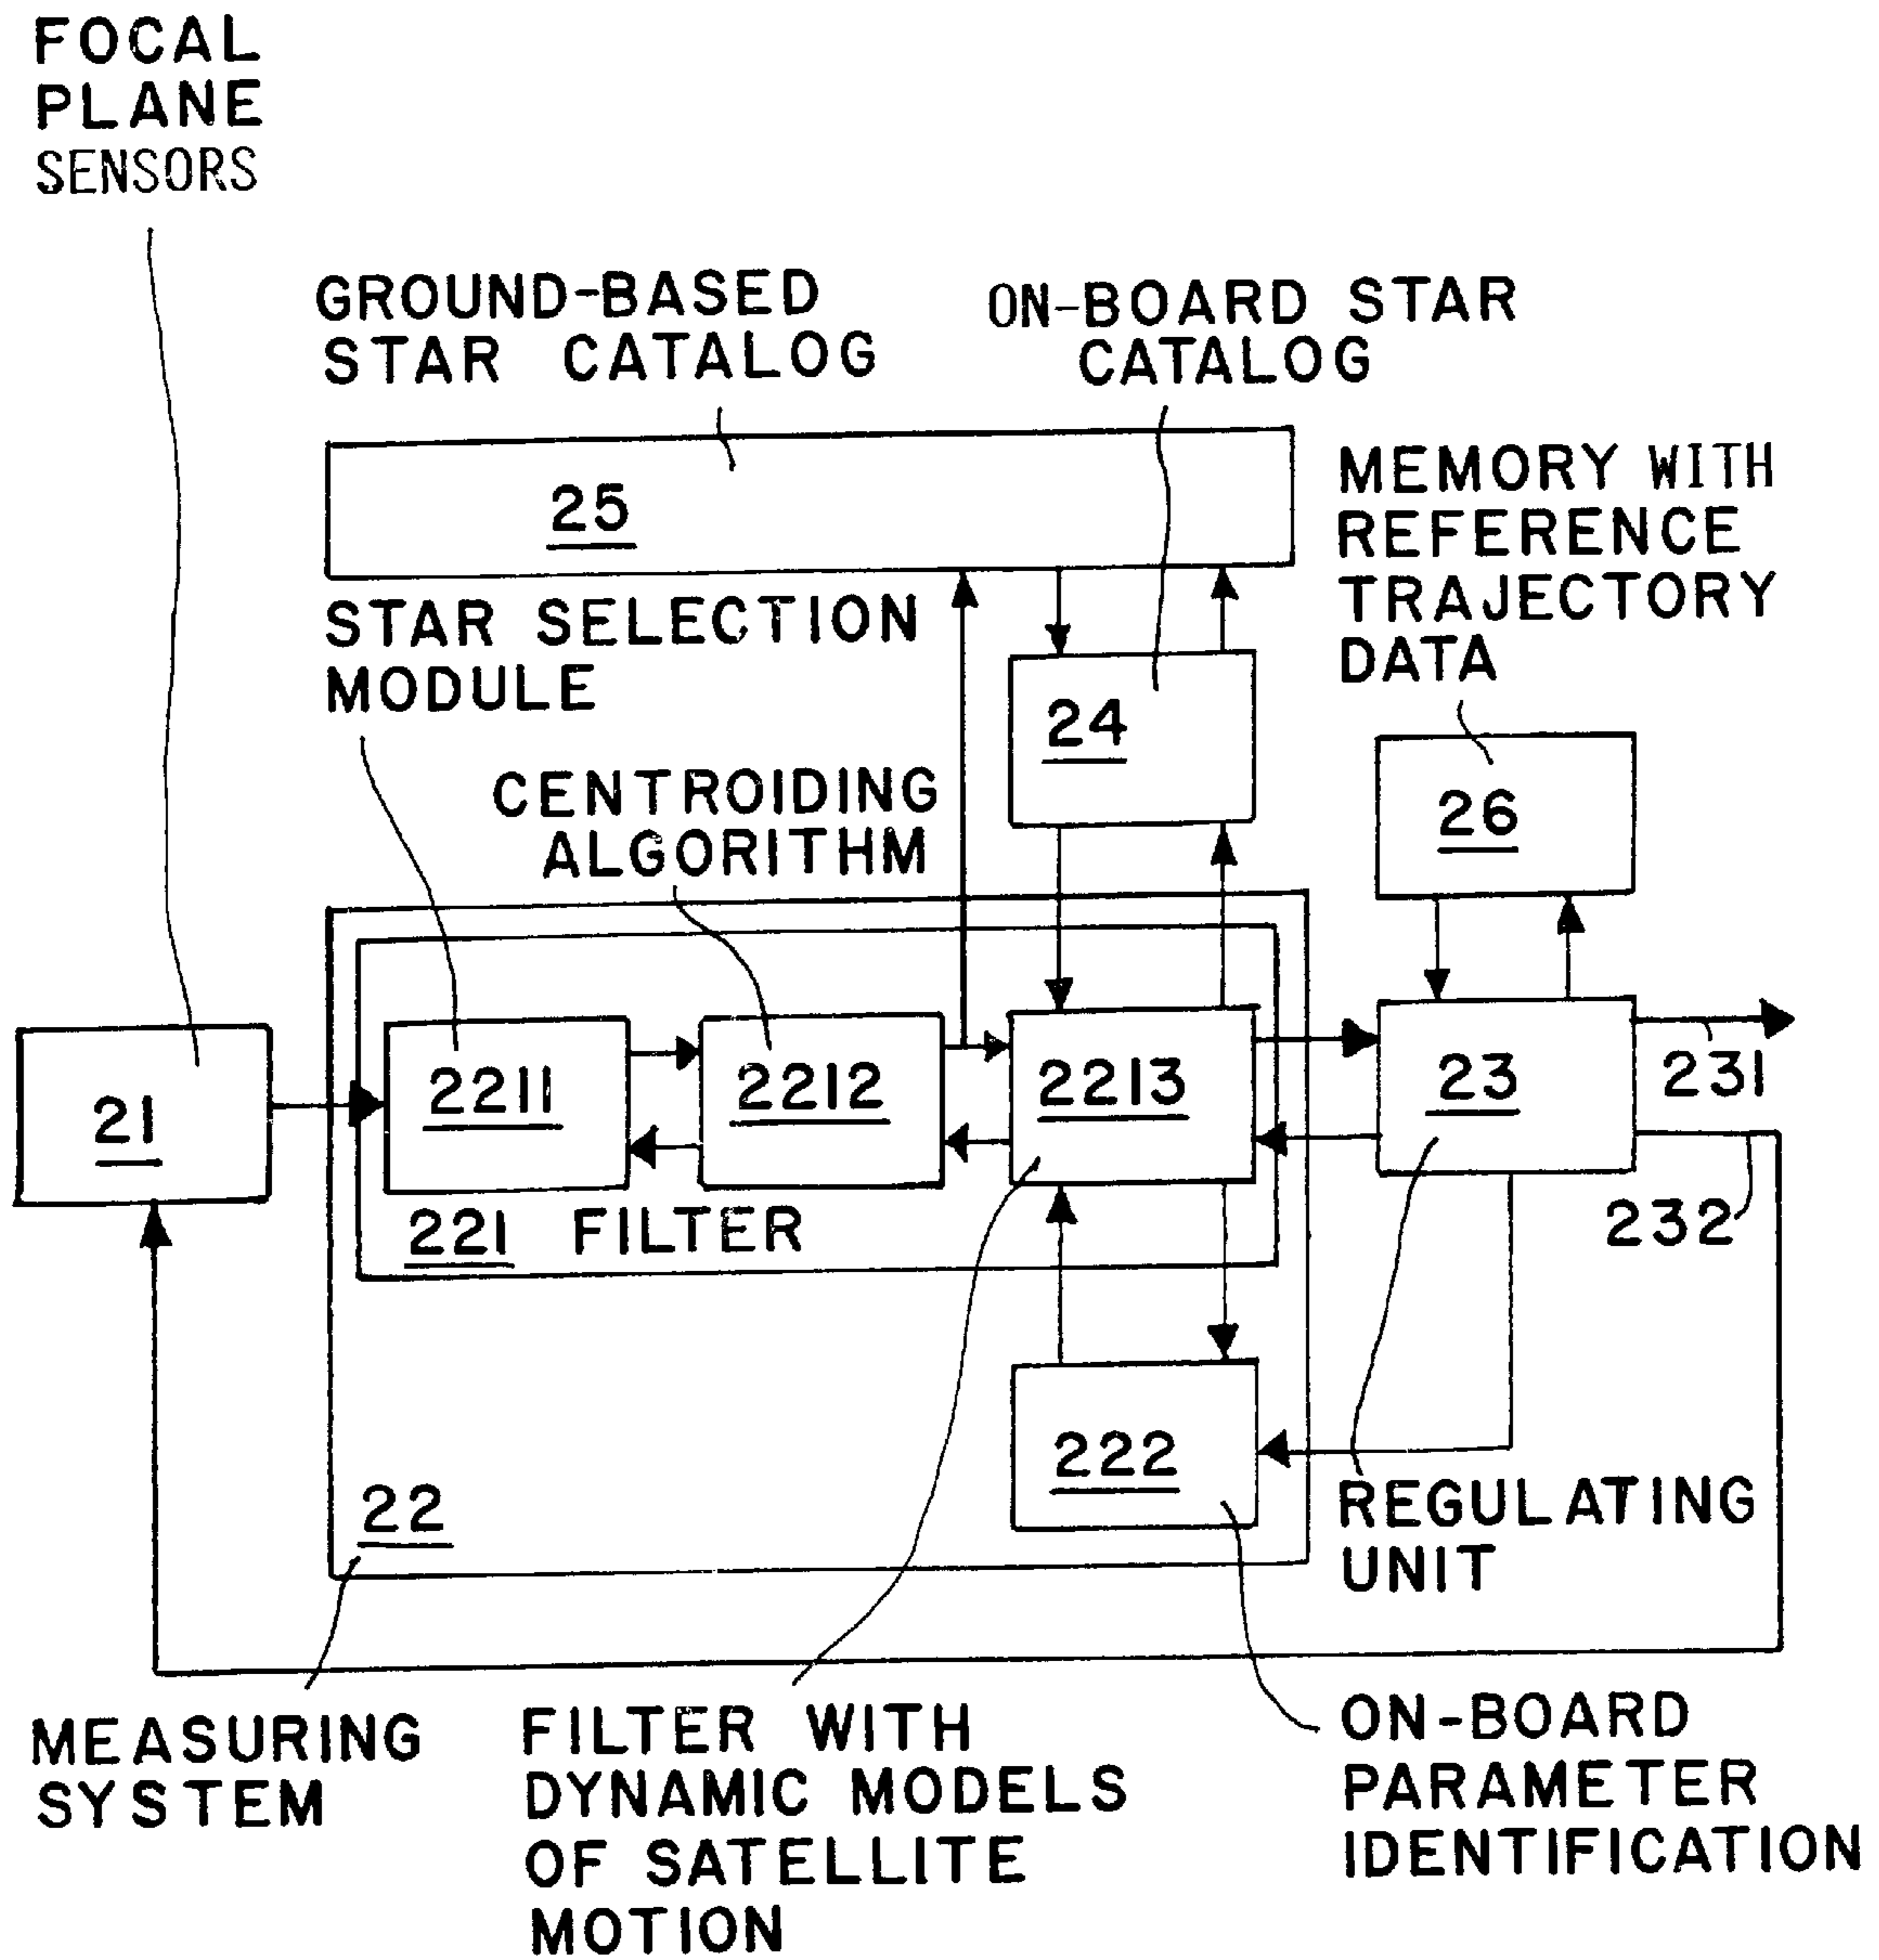 FOCAL
PLANE
SENSORS
GROUND-BASED
STAR CATALOG
ON-BOARD STAR
CATALOG
25
MEMORY WITH
REFERENCE
TRAJECTORY
DATA
STAR SELECTION
MODULE
24
CENTROIDING
ALGORITHM
26
21
2211
2212
2213
23
231
221 FILTER
232
222
22
REGULATING
UNIT
MEASURING
SYSTEM
FILTER WITH
DYNAMIC MODELS
OF SATELLITE
MOTION
ON-BOARD
PARAMETER
IDENTIFICATION